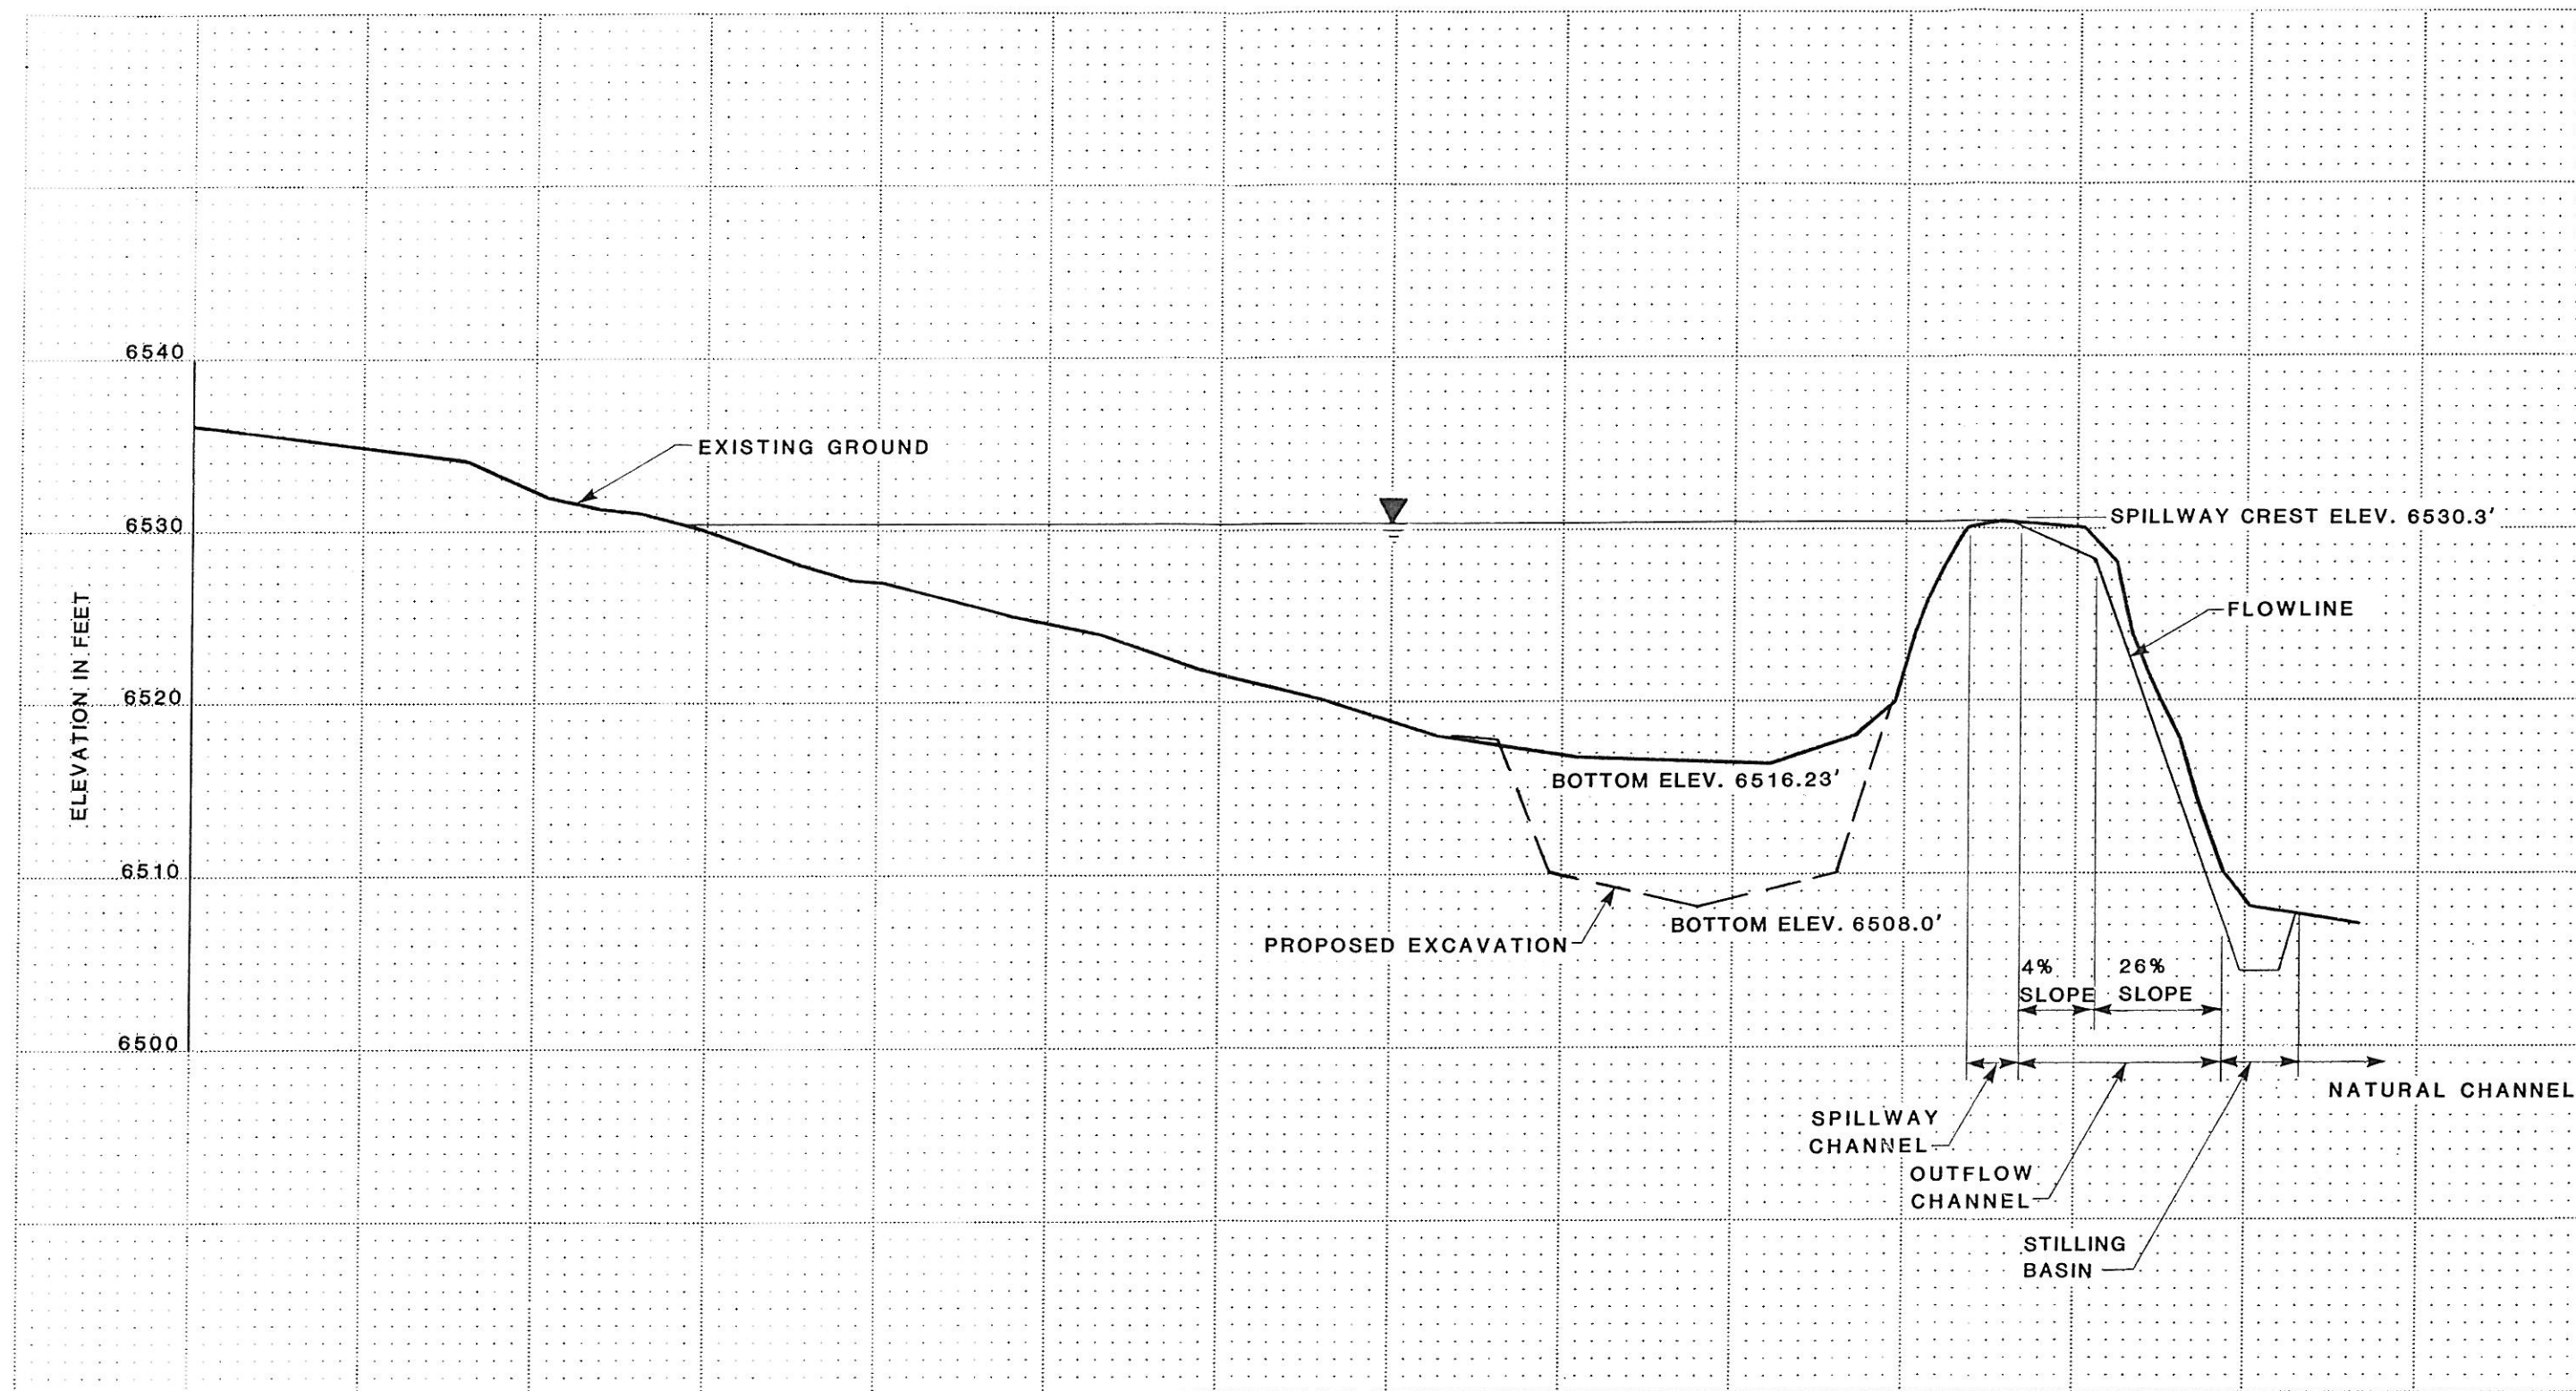 6540
EXISTING GROUND
6530
SPILLWAY CREST ELEV. 6530.3'
FLOWLINE
ELEVATION IN FEET
6520
BOTTOM ELEV. 6516.23'
6510
BOTTOM ELEV. 6508.0'
PROPOSED EXCAVATION
4%
SLOPE
26%
SLOPE
6500
NATURAL CHANNEL
SPILLWAY
CHANNEL
OUTFLOW
CHANNEL
STILLING
BASIN